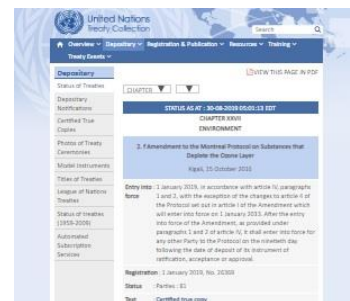 United Nations
Treaty Collection
Search
Overview Depositary Registration & Publication Resources Training
Treaty Events
Depositary
Status of Treaties
Depositary
Notifications
Certified True
Copies
Photos of Treaty
Ceremonies
Model Instruments
Titles of Treaties
League of Nations
Treaties
Status of treaties
(1959-2009)
Automated
Subscription
Services
VIEW THIS PAGE IN PDF
CHAPTER
STATUS AS AT : 30-08-2019 05:01:13 EDT
CHAPTER XXVII
ENVIRONMENT
2. f Amendment to the Montreal Protocol on Substances that
Deplete the Ozone Layer
Kigali, 15 October 2016
Entry into force : 1 January 2019, in accordance with article IV, paragraphs
1 and 2, with the exception of the changes to article 4 of
the Protocol set out in article I of the Amendment which
will enter into force on 1 January 2033. After the entry
into force of the Amendment, as provided under
paragraphs 1 and 2 of article IV, it shall enter into force for
any other Party to the Protocol on the ninetieth day
following the date of deposit of its instrument of
ratification, acceptance or approval.
Registration : 1 January 2019, No. 26369
Status : Parties : 81
Text Certified true copy